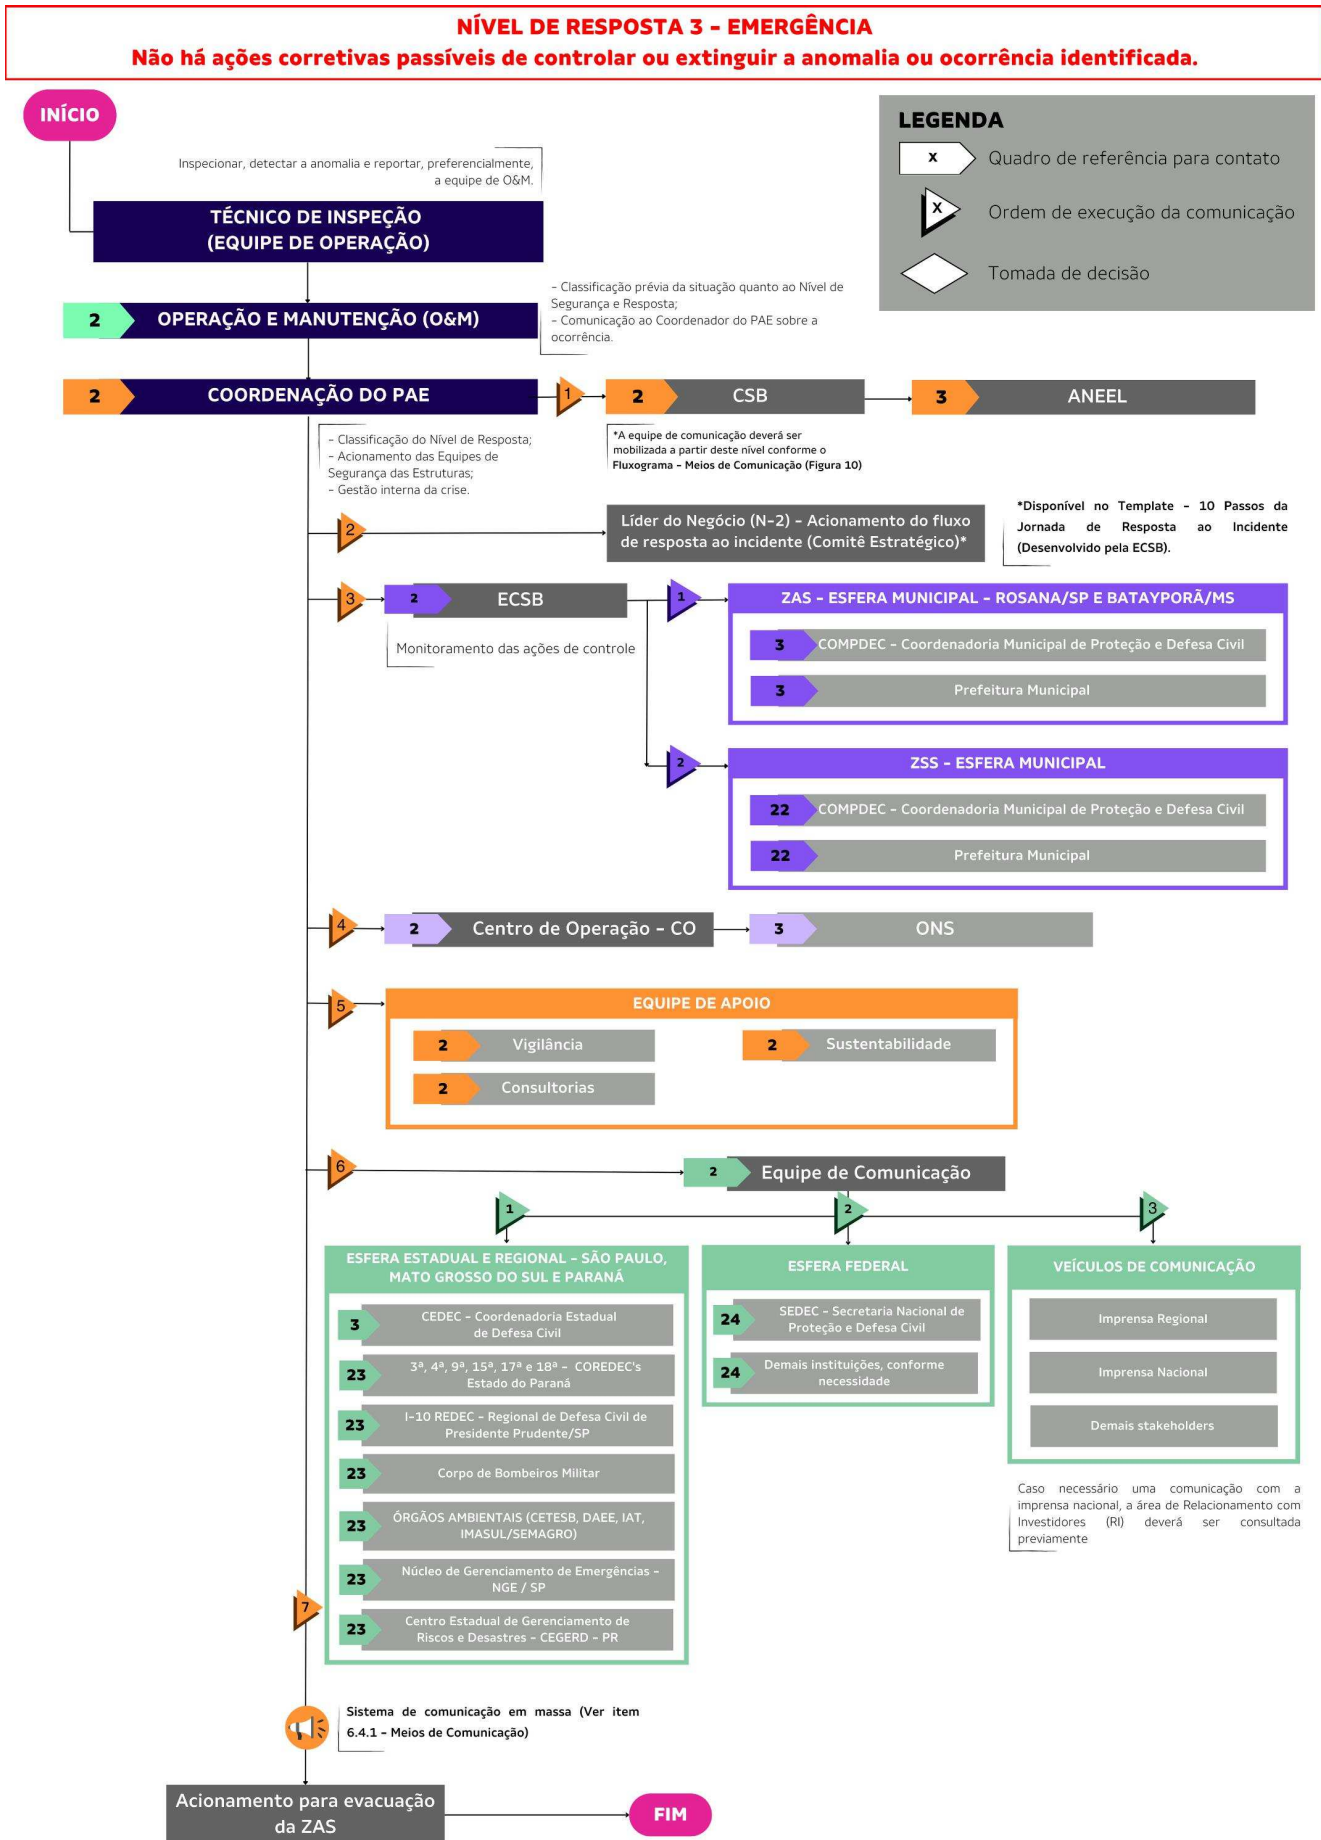 NÍVEL DE RESPOSTA 3 - EMERGÊNCIA
Não há ações corretivas passíveis de controlar ou extinguir a anomalia ou ocorrência identificada.
INÍCIO
LEGENDA
X
Quadro de referência para contato
X
Ordem de execução da comunicação
Tomada de decisão
Inspecionar, detectar a anomalia e reportar, preferencialmente,
a equipe de O&M.
TÉCNICO DE INSPEÇÃO
(EQUIPE DE OPERAÇÃO)
2
OPERAÇÃO E MANUTENÇÃO (O&M)
- Classificação prévia da situação quanto ao Nível de
Segurança e Resposta;
- Comunicação ao Coordenador do PAE sobre a
ocorrência.
2
COORDENAÇÃO DO PAE
1
2
CSB
3
ANEEL
- Classificação do Nível de Resposta;
- Acionamento das Equipes de
Segurança das Estruturas;
- Gestão interna da crise.
*A equipe de comunicação deverá ser
mobilizada a partir deste nível conforme o
Fluxograma - Meios de Comunicação (Figura 10)
2
Líder do Negócio (N-2) - Acionamento do fluxo
de resposta ao incidente (Comitê Estratégico)*
*Disponível no Template - 10 Passos da
Jornada de Resposta ao Incidente
(Desenvolvido pela ECSB).
3
2
ECSB
Monitoramento das ações de controle
1
ZAS - ESFERA MUNICIPAL - ROSANA/SP E BATAYPORÃ/MS
3
COMPDEC - Coordenadoria Municipal de Proteção e Defesa Civil
3
Prefeitura Municipal
2
ZSS - ESFERA MUNICIPAL
22
COMPDEC - Coordenadoria Municipal de Proteção e Defesa Civil
22
Prefeitura Municipal
4
2
Centro de Operação - CO
3
ONS
5
EQUIPE DE APOIO
2
Vigilância
2
Sustentabilidade
2
Consultorias
6
2
Equipe de Comunicação
1
2
3
ESFERA ESTADUAL E REGIONAL - SÃO PAULO,
MATO GROSSO DO SUL E PARANÁ
3
CEDEC - Coordenadoria Estadual
de Defesa Civil
23
3ª, 4ª, 9ª, 15ª, 17ª e 18ª - COREDEC's
Estado do Paraná
23
I-10 REDEC - Regional de Defesa Civil de
Presidente Prudente/SP
23
Corpo de Bombeiros Militar
23
ÓRGÃOS AMBIENTAIS (CETESB, DAEE, IAT,
IMASUL/SEMAGRO)
23
Núcleo de Gerenciamento de Emergências -
NGE / SP
23
Centro Estadual de Gerenciamento de
Riscos e Desastres - CEGERD - PR
ESFERA FEDERAL
24
SEDEC - Secretaria Nacional de
Proteção e Defesa Civil
24
Demais instituições, conforme
necessidade
VEÍCULOS DE COMUNICAÇÃO
Imprensa Regional
Imprensa Nacional
Demais stakeholders
Caso necessário uma comunicação com a
imprensa nacional, a área de Relacionamento com
Investidores (RI) deverá ser consultada
previamente
7
Sistema de comunicação em massa (Ver item
6.4.1 - Meios de Comunicação)
Acionamento para evacuação
da ZAS
FIM